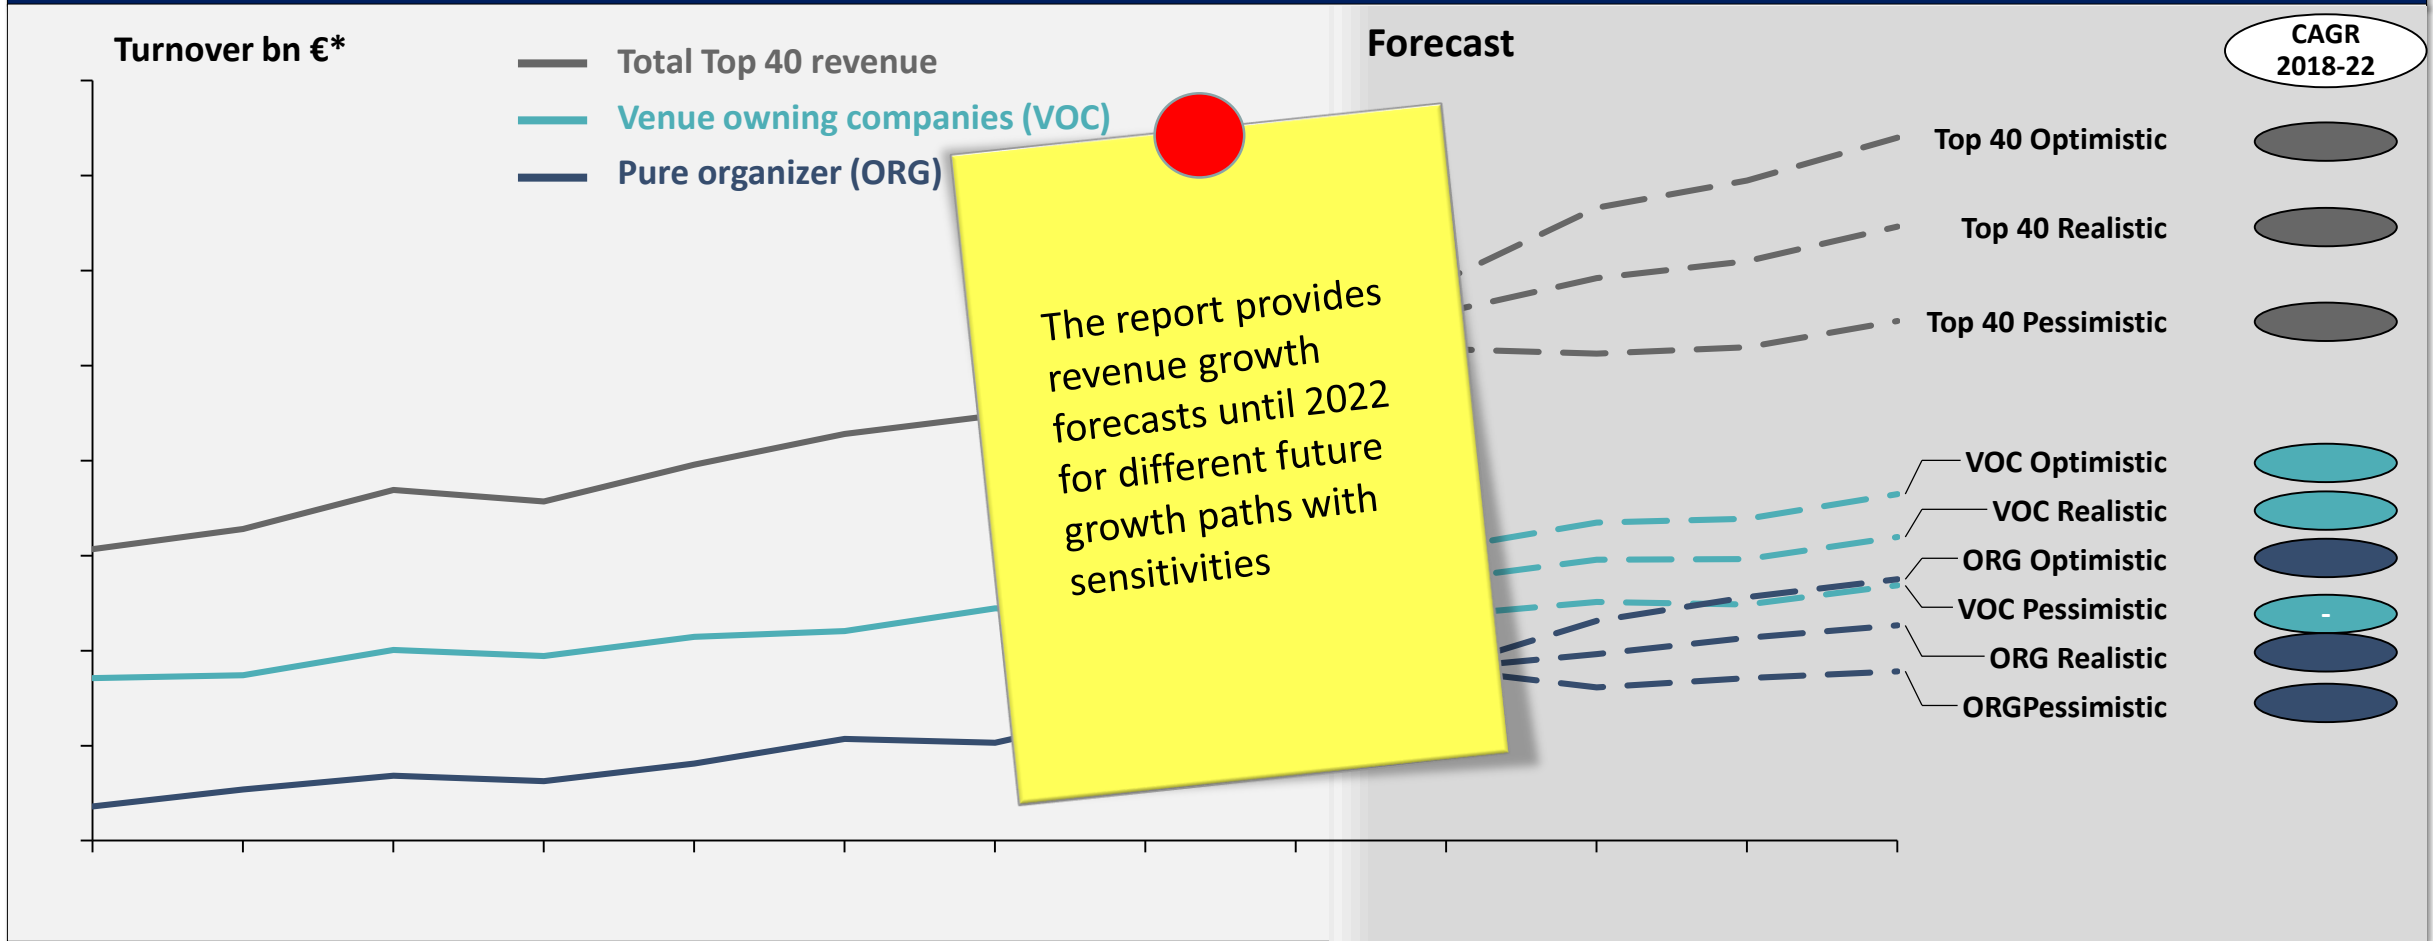 Turnover bn €*
Total Top 40 revenue
Venue owning companies (VOC)
Pure organizer (ORG)
Forecast
CAGR
2018-22
The report provides
revenue growth
forecasts until 2022
for different future
growth paths with
sensitivities
Top 40 Optimistic
Top 40 Realistic
Top 40 Pessimistic
VOC Optimistic
VOC Realistic
ORG Optimistic
VOC Pessimistic
-
ORG Realistic
ORGPessimistic